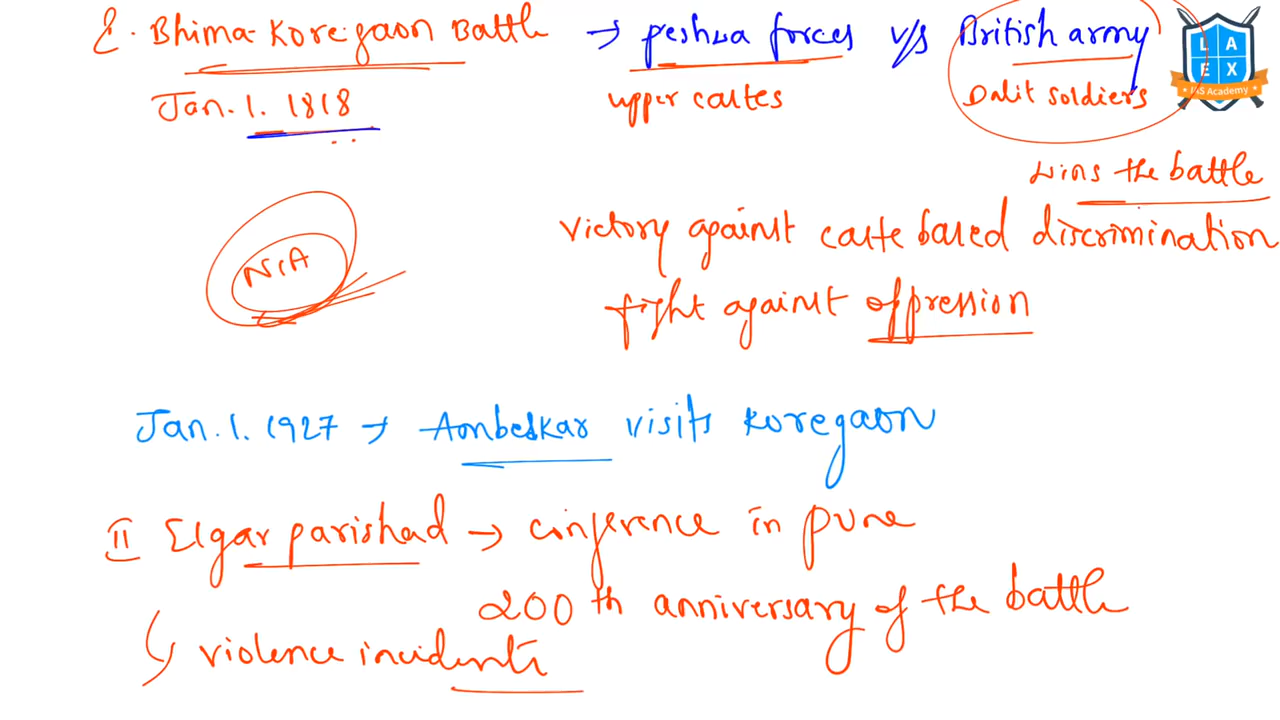 I. Bhima-Koregaon Battle → peshwa forces v/s British army
Jan. 1. 1818 upper castes Dalit soldiers
LAEX
IAS Academy
wins the battle
victory against caste based discrimination
NIA
fight against oppression
Jan. 1. 1927 → Ambedkar visits Koregaon
II Elgar parishad → conference in pune
200th anniversary of the battle
violence incidents